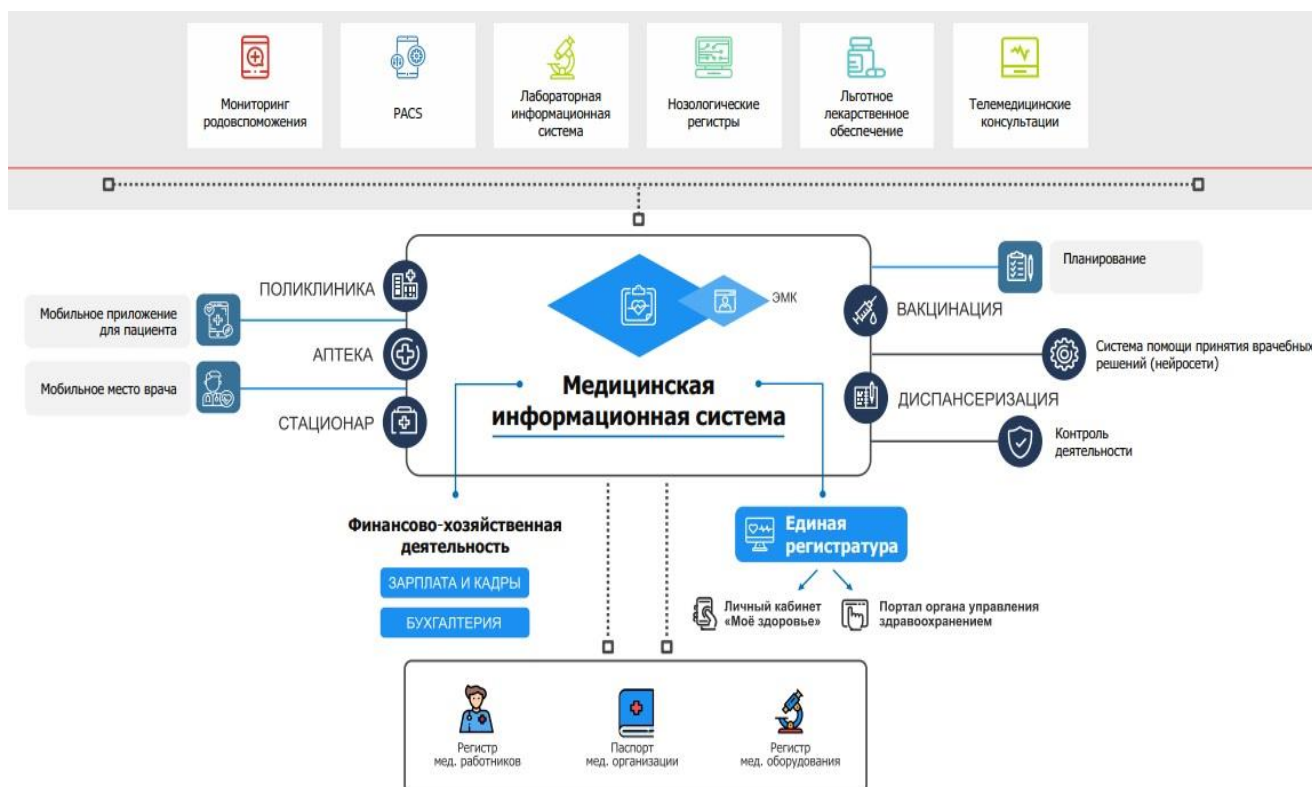 Мониторинг
родовспоможения
PACS
Лабораторная
информационная
система
Нозологические
регистры
Льготное
лекарственное
обеспечение
Телемедицинские
консультации
ПОЛИКЛИНИКА
Мобильное приложение
для пациента
АПТЕКА
Мобильное место врача
СТАЦИОНАР
ЭМК
Медицинская
информационная система
Планирование
ВАКЦИНАЦИЯ
Система помощи принятия врачебных
решений (нейросети)
ДИСПАНСЕРИЗАЦИЯ
Контроль
деятельности
Финансово-хозяйственная
деятельность
ЗАРПЛАТА И КАДРЫ
БУХГАЛТЕРИЯ
Единая
регистратура
Личный кабинет
«Моё здоровье»
Портал органа управления
здравоохранением
Регистр
мед. работников
Паспорт
мед. организации
Регистр
мед. оборудования